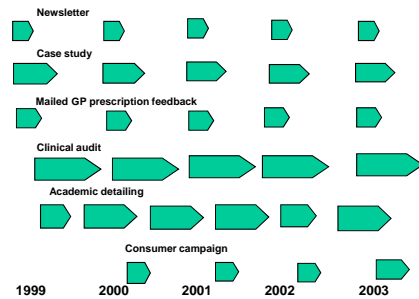 Newsletter
Case study
Mailed GP prescription feedback
Clinical audit
Academic detailing
Consumer campaign
1999 2000 2001 2002 2003